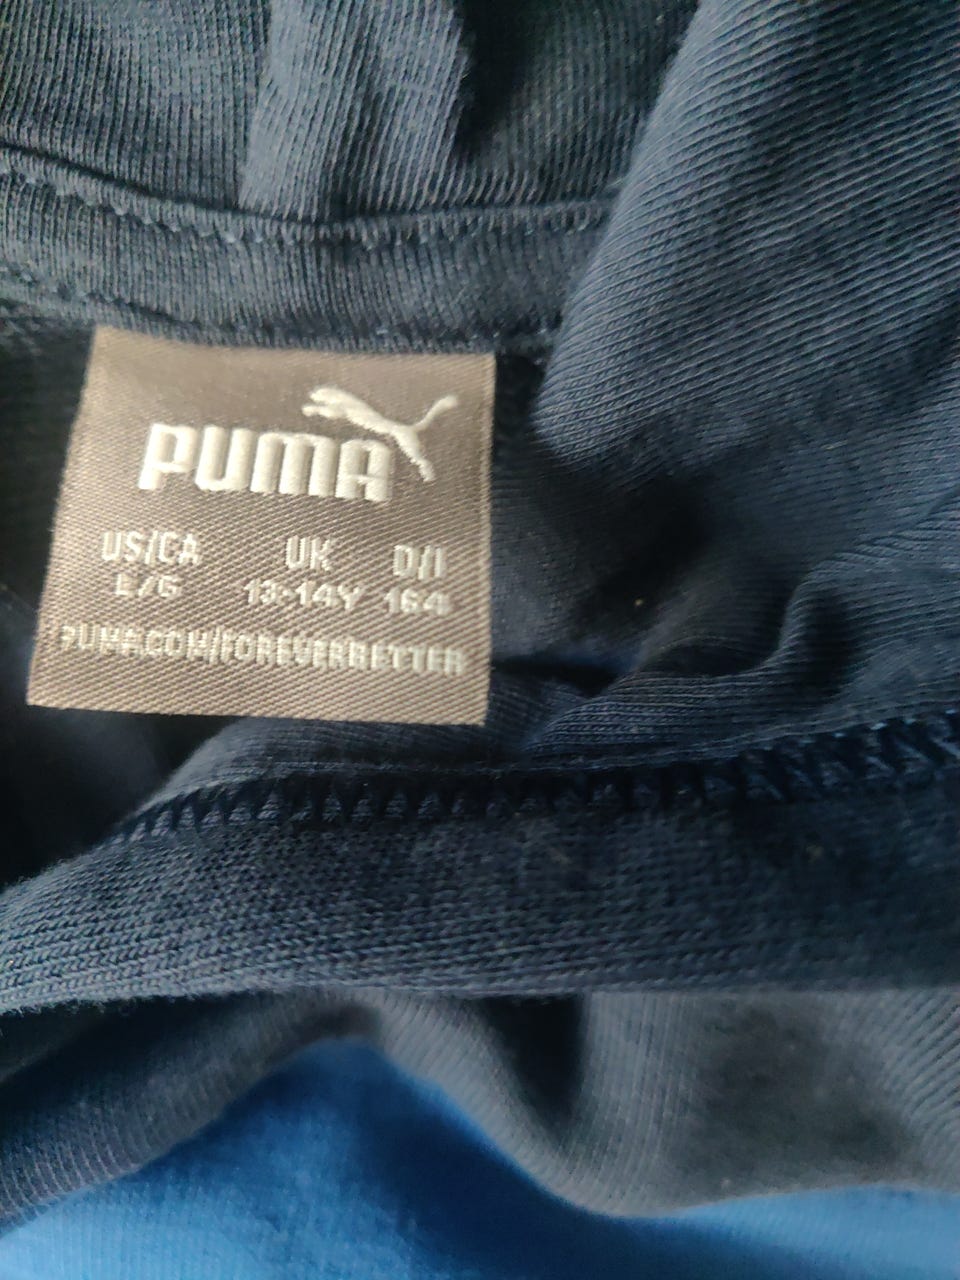 PUMA
US/CA UK D/I
L/G 13-14Y 164
PUMA.COM/FOREVERBETTER